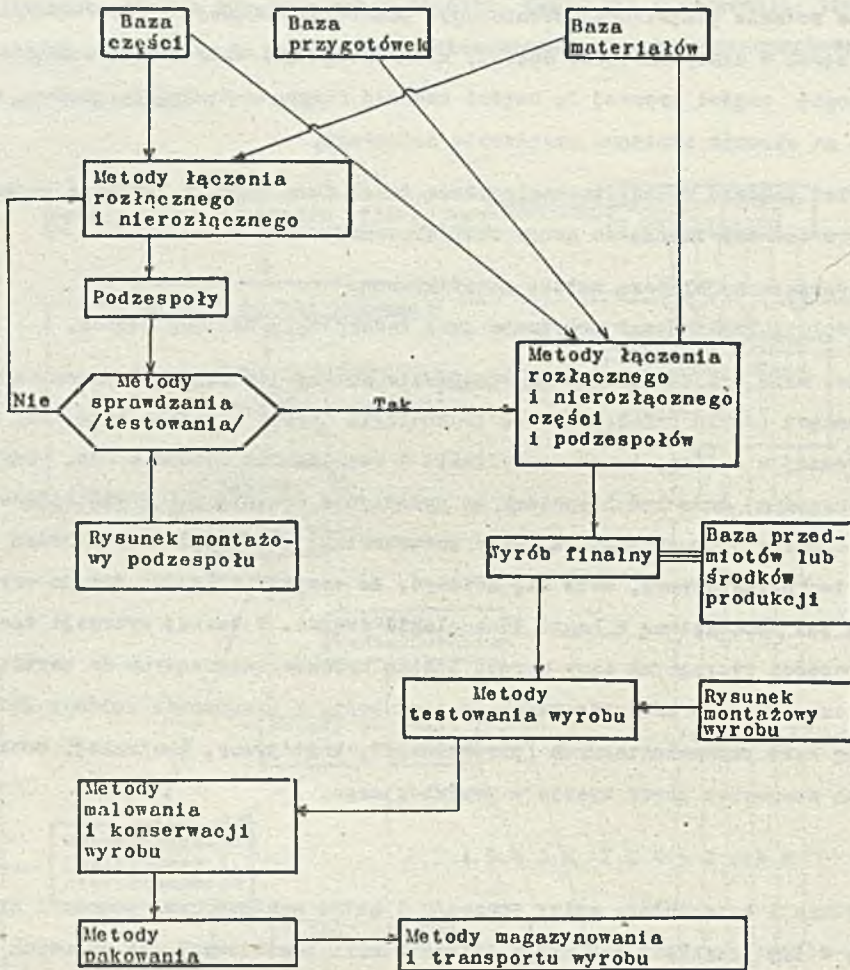 Baza
części
Baza
przygotówek
Baza
materiałów
Metody łączenia
rozłącznego
i nierozłącznego
Podzespoły
Metody łączenia
rozłącznego
i nierozłącznego
części
i podzespołów
Nie
Metody
sprawdzania
/testowania/
Tak
Rysunek montażo-
wy podzespołu
Wyrób finalny
Baza przed-
miotów lub
środków
produkcji
Metody
testowania wyrobu
Rysunek
montażowy
wyrobu
Metody
malowania
i konserwacji
wyrobu
Metody
pakowania
Metody magazynowania
i transportu wyrobu